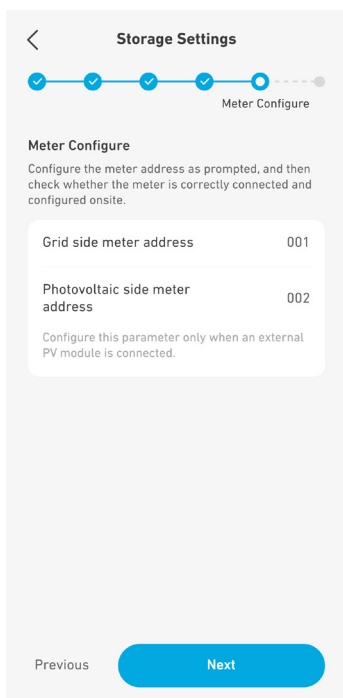 Storage Settings
Meter Configure
Meter Configure
Configure the meter address as prompted, and then
check whether the meter is correctly connected and
configured onsite.
Grid side meter address 001
Photovoltaic side meter
address 002
Configure this parameter only when an external
PV module is connected.
Previous Next